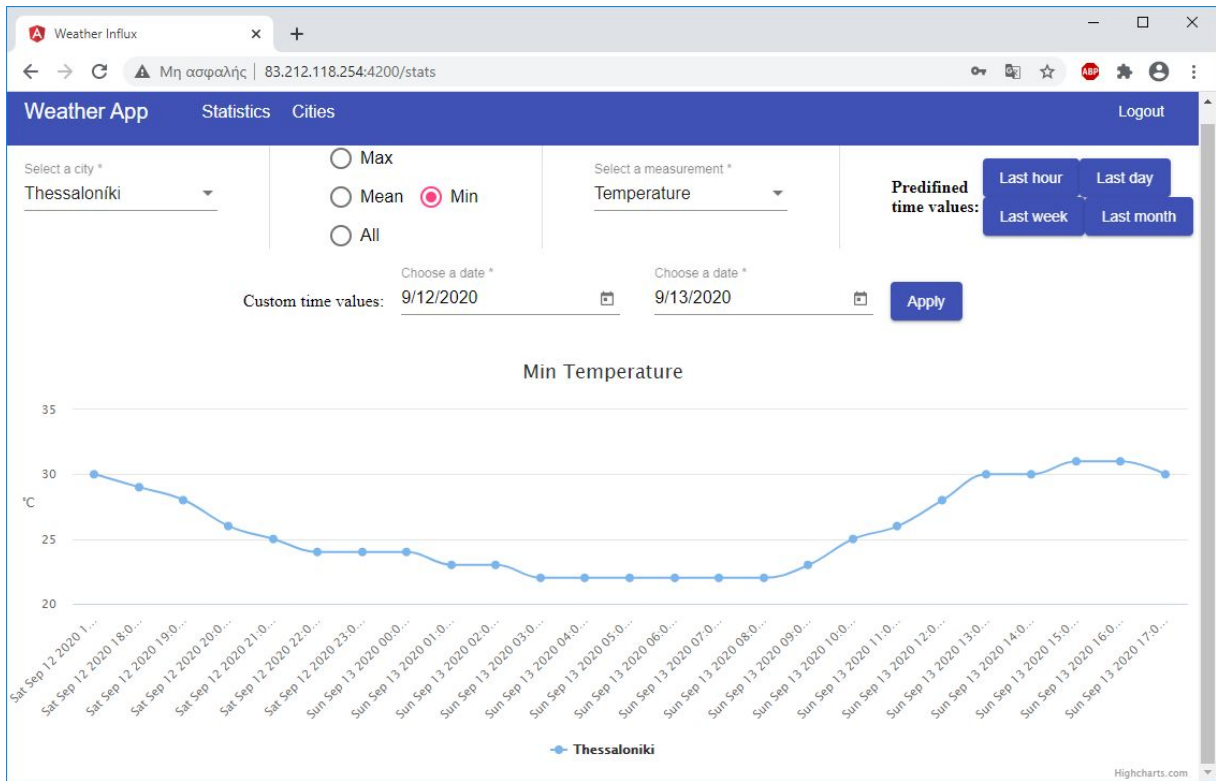 Weather Influx
Μη ασφαλής | 83.212.118.254:4200/stats
ABP
Weather App Statistics Cities Logout
Select a city *
Thessaloníki
Max
Mean Min
All
Select a measurement *
Temperature
Predifined
time values:
Last hour Last day
Last week Last month
Custom time values:
Choose a date *
9/12/2020
Choose a date *
9/13/2020
Apply
Min Temperature
35
30
°C
25
20
Sat Sep 12 2020 1...
Sat Sep 12 2020 18:0...
Sat Sep 12 2020 19:0...
Sat Sep 12 2020 20:0...
Sat Sep 12 2020 21:0...
Sat Sep 12 2020 22:0...
Sat Sep 12 2020 23:0...
Sun Sep 13 2020 00:0...
Sun Sep 13 2020 01:0...
Sun Sep 13 2020 02:0...
Sun Sep 13 2020 03:0...
Sun Sep 13 2020 04:0...
Sun Sep 13 2020 05:0...
Sun Sep 13 2020 06:0...
Sun Sep 13 2020 07:0...
Sun Sep 13 2020 08:0...
Sun Sep 13 2020 09:0...
Sun Sep 13 2020 10:0...
Sun Sep 13 2020 11:0...
Sun Sep 13 2020 12:0...
Sun Sep 13 2020 13:0...
Sun Sep 13 2020 14:0...
Sun Sep 13 2020 15:0...
Sun Sep 13 2020 16:0...
Sun Sep 13 2020 17:0...
Thessaloniki
Highcharts.com